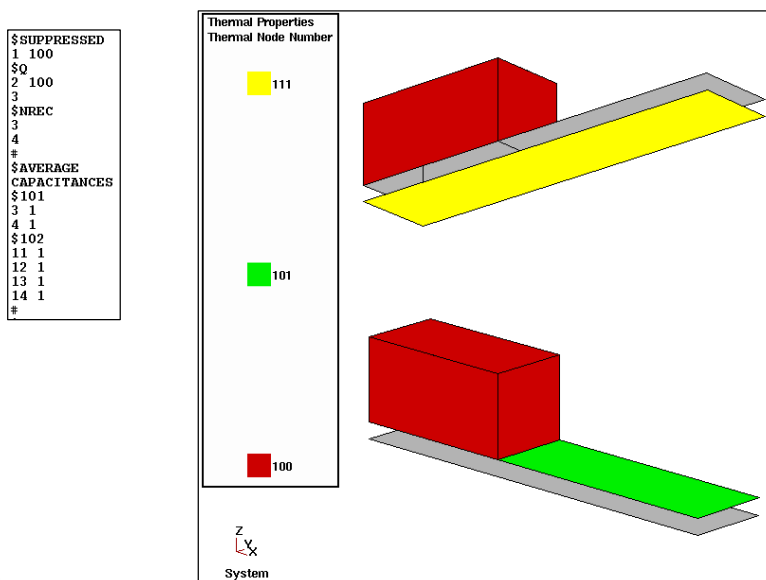 $SUPPRESSED
1 100
$Q
2 100
3
$NREC
3
4
#
$AVERAGE
CAPACITANCES
$101
3 1
4 1
$102
11 1
12 1
13 1
14 1
#
Thermal Properties
Thermal Node Number
111
101
100
Z
Y
X
System